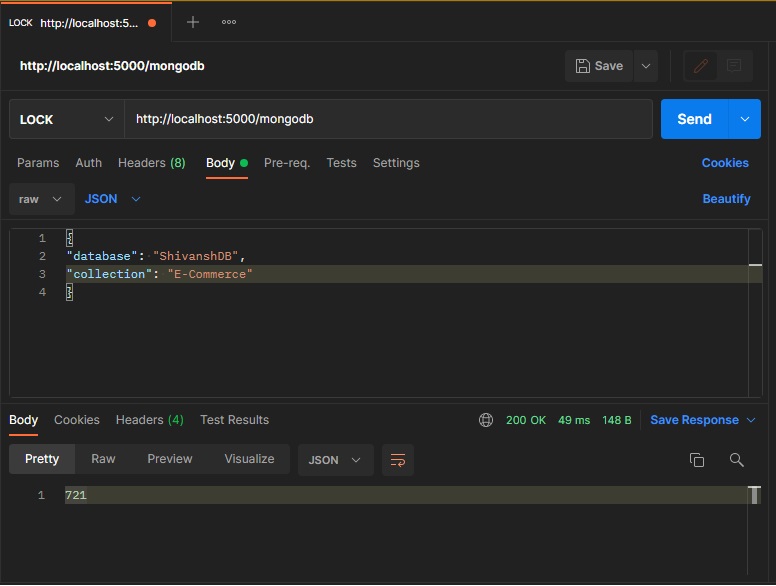 LOCK http://localhost:5...
http://localhost:5000/mongodb
Save
LOCK http://localhost:5000/mongodb Send
Params Auth Headers (8) Body Pre-req. Tests Settings Cookies
raw JSON Beautify
1 {
2 "database": "ShivanshDB",
3 "collection": "E-Commerce"
4 }
Body Cookies Headers (4) Test Results 200 OK 49 ms 148 B Save Response
Pretty Raw Preview Visualize JSON
1 721